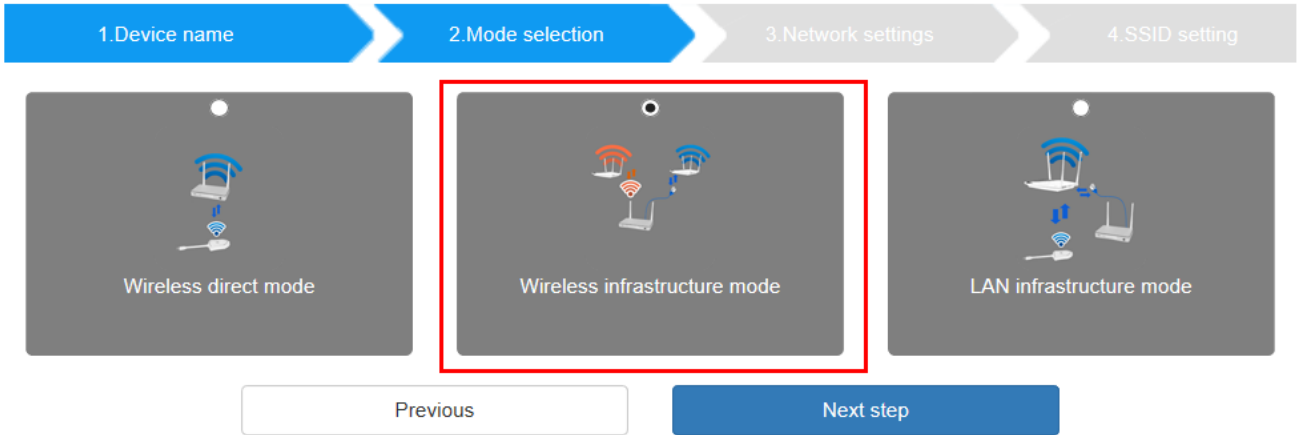 1.Device name
2.Mode selection
3.Network settings
4.SSID setting
Wireless direct mode
Wireless infrastructure mode
LAN infrastructure mode
Previous
Next step